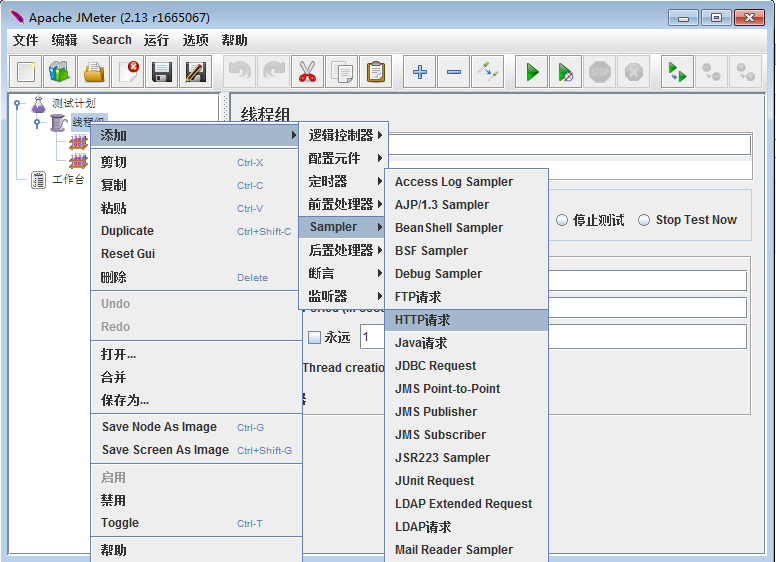 Apache JMeter (2.13 r1665067)
文件 编辑 Search 运行 选项 帮助
STOP
测试计划
线程组
工作台
线程组
添加
剪切 Ctrl-X
复制 Ctrl-C
粘贴 Ctrl-V
Duplicate Ctrl+Shift-C
Reset Gui
删除 Delete
Undo
Redo
打开...
合并
保存为...
Save Node As Image Ctrl-G
Save Screen As Image Ctrl+Shift-G
启用
禁用
Toggle Ctrl-T
帮助
逻辑控制器
配置元件
定时器
前置处理器
Sampler
后置处理器
断言
监听器
Access Log Sampler
AJP/1.3 Sampler
BeanShell Sampler
BSF Sampler
Debug Sampler
FTP请求
HTTP请求
Java请求
JDBC Request
JMS Point-to-Point
JMS Publisher
JMS Subscriber
JSR223 Sampler
JUnit Request
LDAP Extended Request
LDAP请求
Mail Reader Sampler
停止测试 Stop Test Now
永远 1
Thread creatio